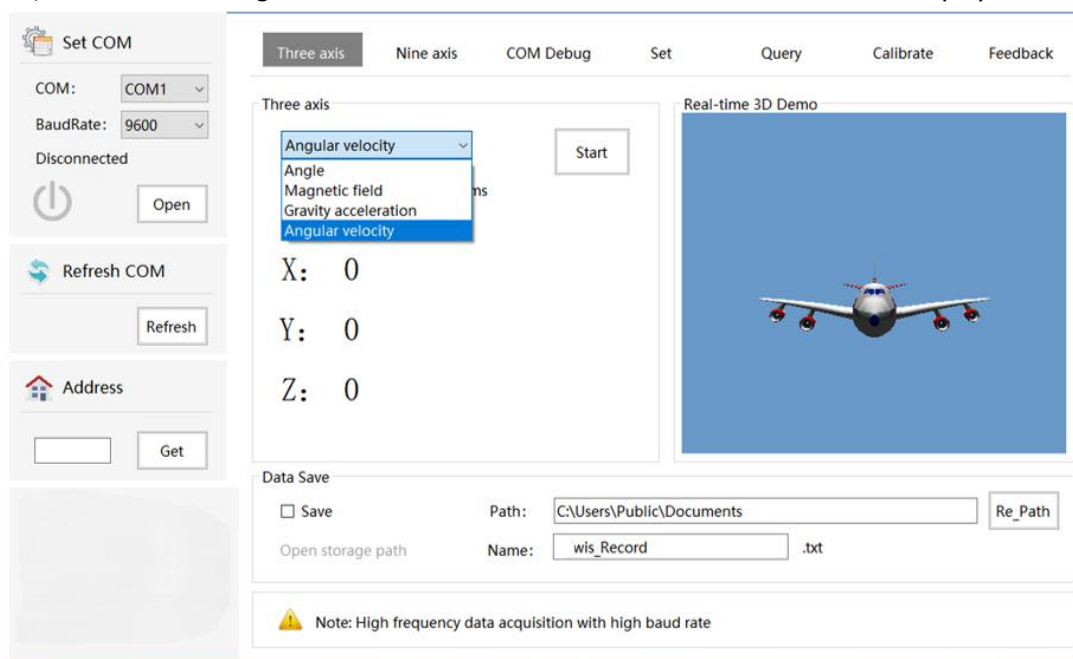 Set COM
COM: COM1
BaudRate: 9600
Disconnected
Open
Refresh COM
Refresh
Address
Get
Three axis Nine axis COM Debug Set Query Calibrate Feedback
Three axis
Angular velocity
Start
Angle
Magnetic field
ms
Gravity acceleration
Angular velocity
X: 0
Y: 0
Z: 0
Real-time 3D Demo
Data Save
Save Path: C:\Users\Public\Documents Re_Path
Open storage path Name: wis_Record .txt
Note: High frequency data acquisition with high baud rate